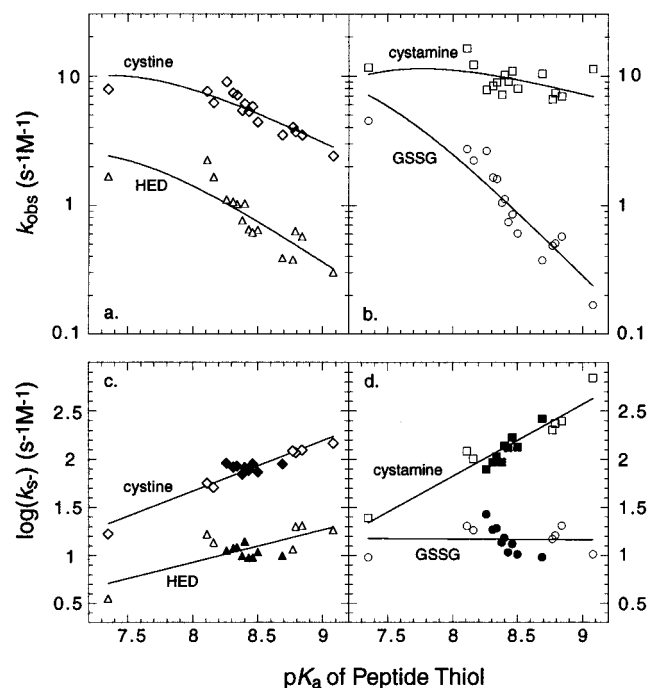 cystine
HED
a.
cystamine
GSSG
b.
k_obs (s⁻¹M⁻¹)
10
1
0.1
10
1
0.1
c.
cystine
HED
d.
cystamine
GSSG
log(k_S-) (s⁻¹M⁻¹)
2.5
2
1.5
1
0.5
2.5
2
1.5
1
0.5
7.5 8 8.5 9
7.5 8 8.5 9
pKa of Peptide Thiol